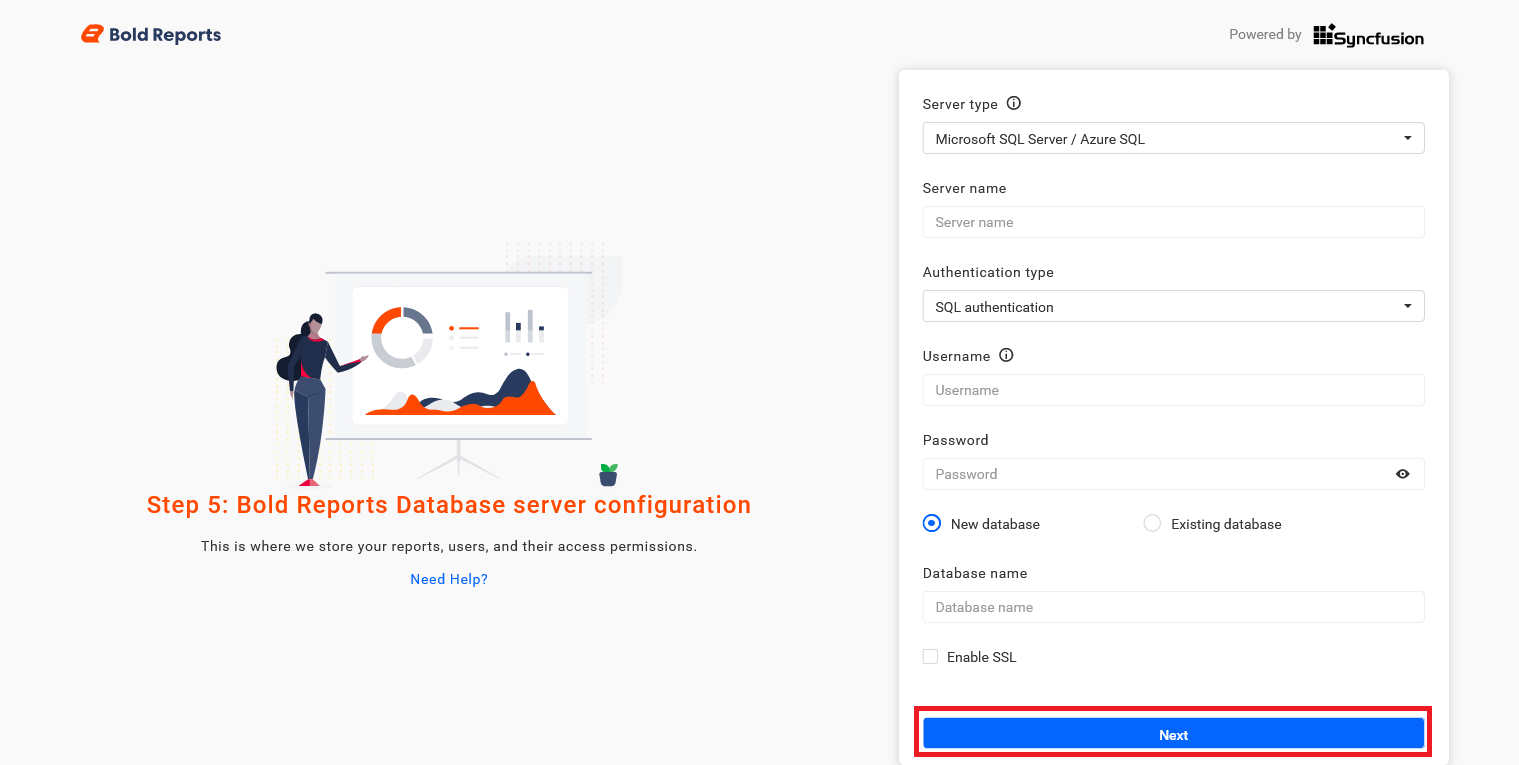 Bold Reports
Powered by Syncfusion
Step 5: Bold Reports Database server configuration
This is where we store your reports, users, and their access permissions.
Need Help?
Server type
Microsoft SQL Server / Azure SQL
Server name
Server name
Authentication type
SQL authentication
Username
Username
Password
Password
New database Existing database
Database name
Database name
Enable SSL
Next